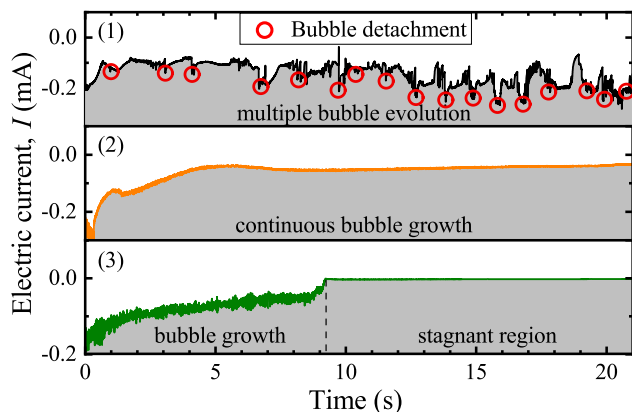 (1)
Bubble detachment
0.0
-0.2
multiple bubble evolution
(2)
0.0
-0.2
continuous bubble growth
(3)
0.0
-0.2
bubble growth
stagnant region
0 5 10 15 20
Time (s)
Electric current, I (mA)